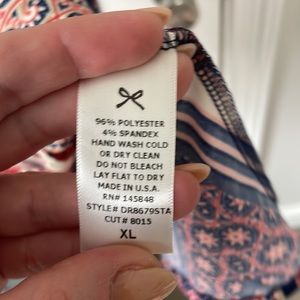 96% POLYESTER
4% SPANDEX
HAND WASH COLD
OR DRY CLEAN
DO NOT BLEACH
LAY FLAT TO DRY
MADE IN U.S.A.
RN# 145848
STYLE# DR8679STA
CUT# 8015
XL